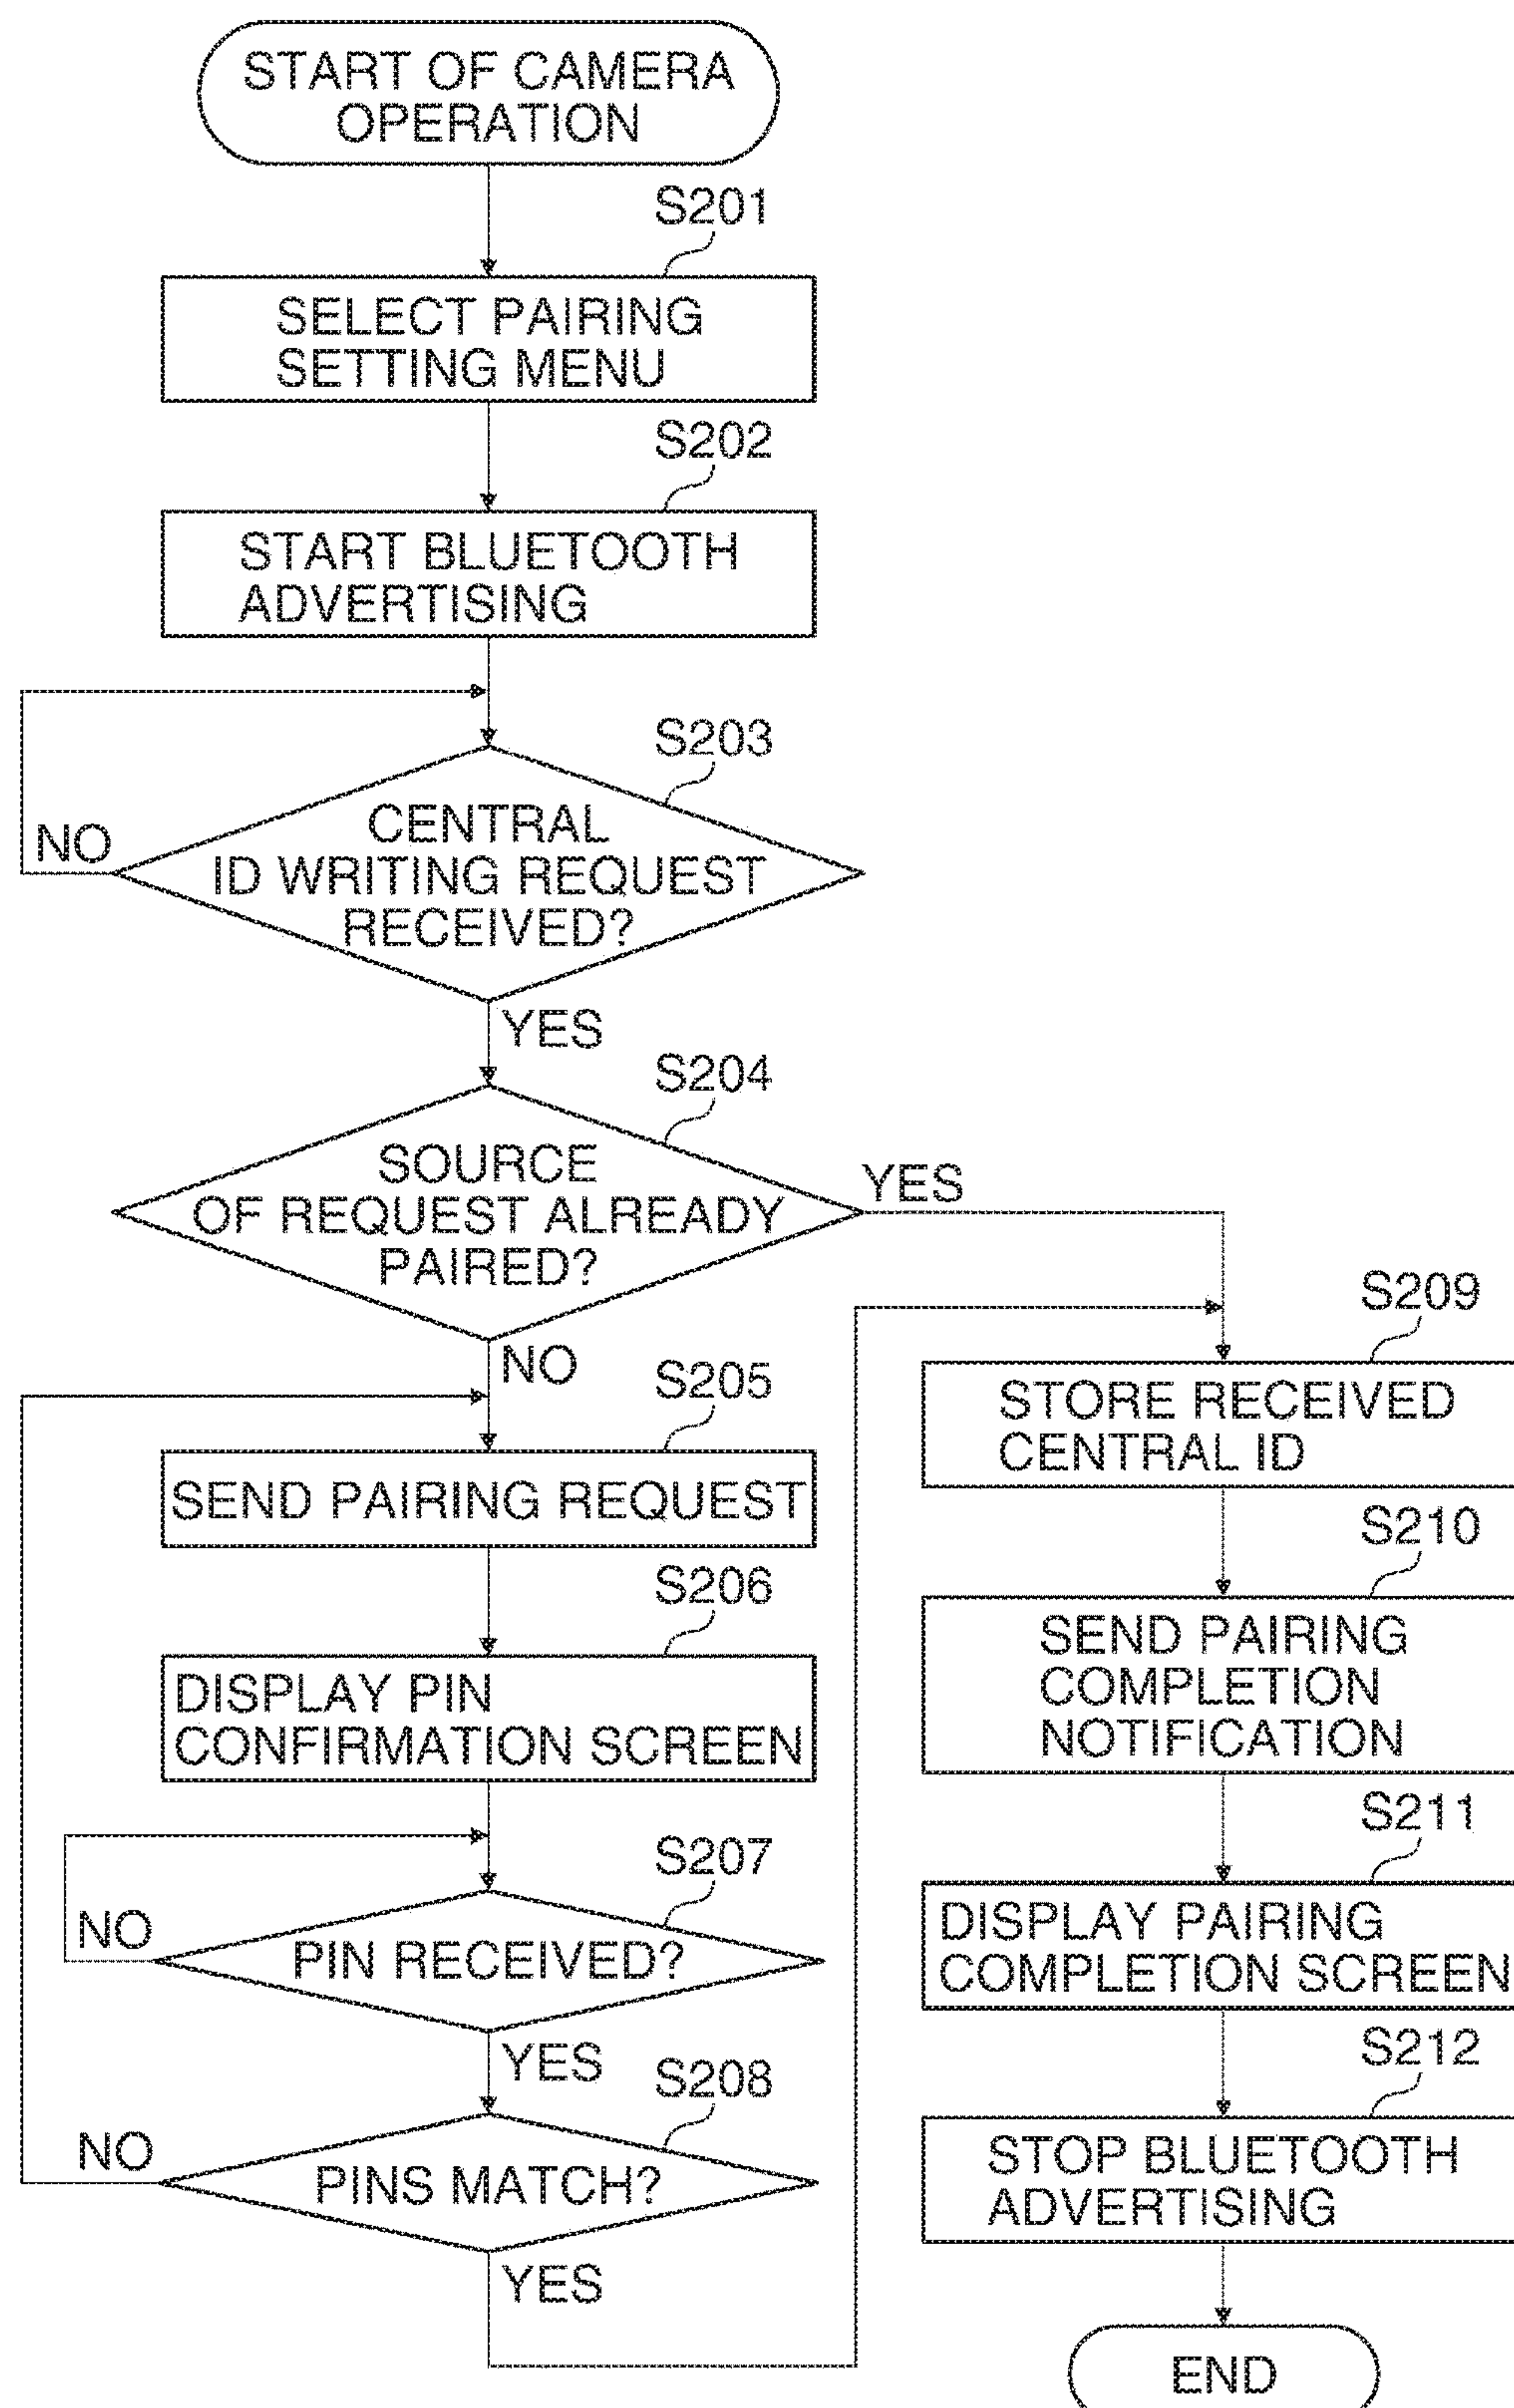 START OF CAMERA
OPERATION
S201
SELECT PAIRING
SETTING MENU
S202
START BLUETOOTH
ADVERTISING
S203
CENTRAL
ID WRITING REQUEST
RECEIVED?
NO
YES
S204
SOURCE
OF REQUEST ALREADY
PAIRED?
YES
NO
S205
SEND PAIRING REQUEST
S206
DISPLAY PIN
CONFIRMATION SCREEN
S207
PIN RECEIVED?
NO
YES
S208
PINS MATCH?
NO
YES
S209
STORE RECEIVED
CENTRAL ID
S210
SEND PAIRING
COMPLETION
NOTIFICATION
S211
DISPLAY PAIRING
COMPLETION SCREEN
S212
STOP BLUETOOTH
ADVERTISING
END